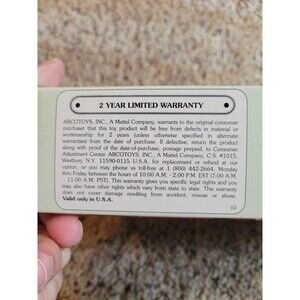 2 YEAR LIMITED WARRANTY
ARCOTOYS, INC., A Mattel Company, warrants to the original consumer
purchaser that this toy product will be free from defects in material or
workmanship for 2 years (unless otherwise specified in alternate
warranties) from the date of purchase. If defective, return the product
along with proof of the date-of-purchase, postage prepaid, to Consumer
Adjustment Center, ARCOTOYS, INC., A Mattel Company, C.S. #1015,
Westbury N.Y. 11590-0115 U.S.A. for replacement or refund at our
option, or you may phone us toll-free at 1 (800) 442-2664, Monday
thru Friday between the hours of 10:00 A.M. - 2:00 P.M. EST (7:00 A.M.
- 11:00 A.M. PST). This warranty gives you specific legal rights and you
may also have other rights which vary from state to state. This warranty
does not cover damage resulting from accident, misuse or abuse.
Valid only in U.S.A.
03